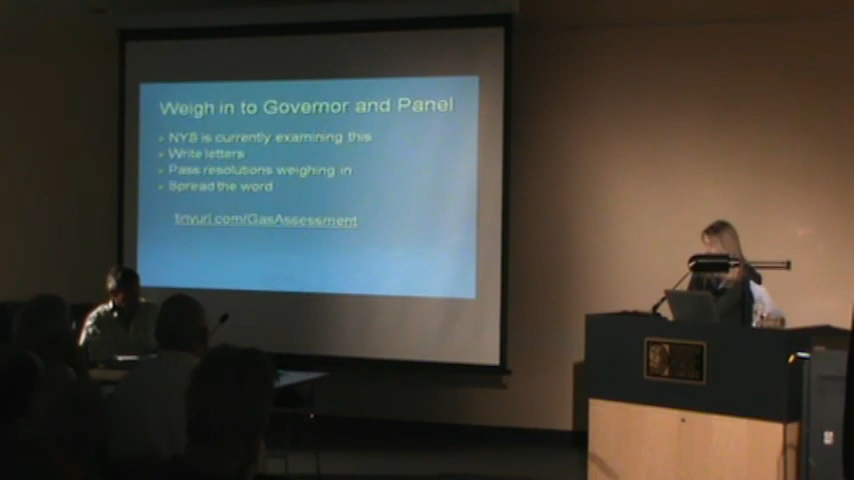 Weigh in to Governor and Panel
NYS is currently examining this
Write letters
Pass resolutions weighing in
Spread the word
tinyurl.com/GasAssessment